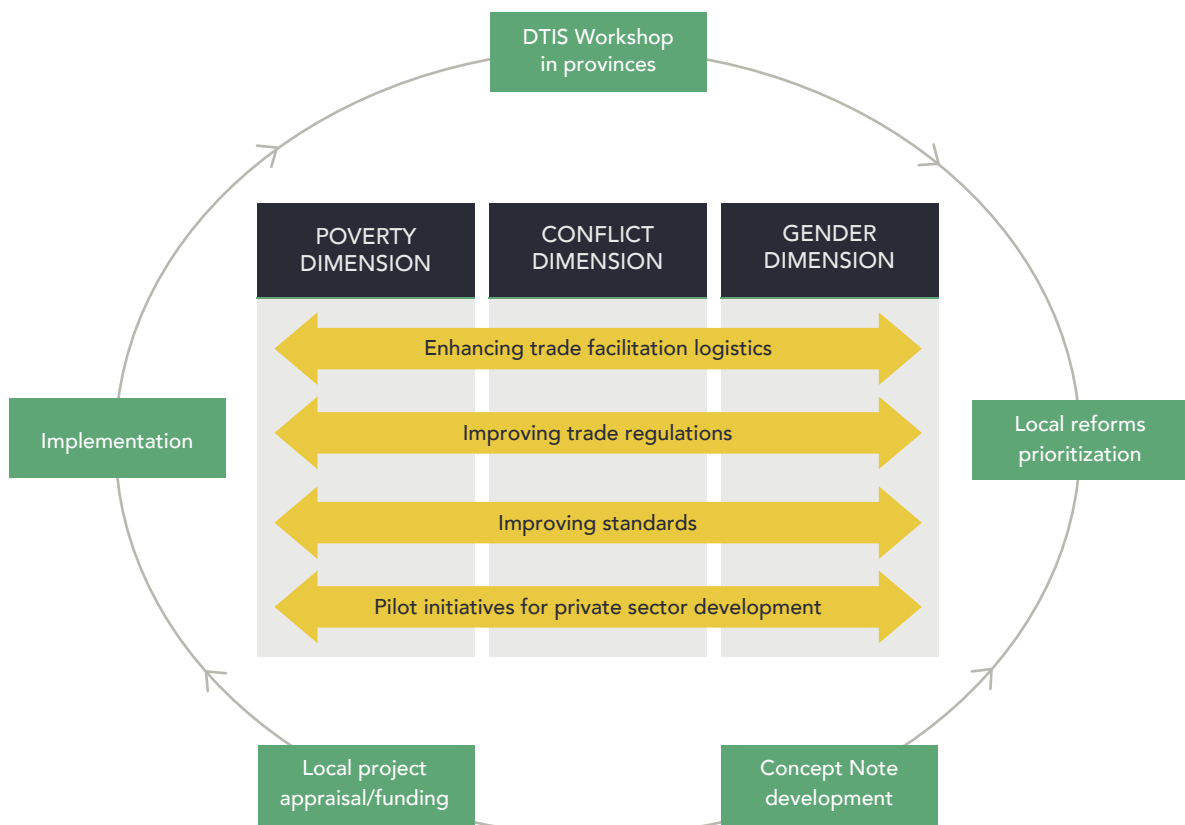 DTIS Workshop
in provinces
POVERTY
DIMENSION
CONFLICT
DIMENSION
GENDER
DIMENSION
Enhancing trade facilitation logistics
Improving trade regulations
Improving standards
Pilot initiatives for private sector development
Implementation
Local reforms
prioritization
Local project
appraisal/funding
Concept Note
development